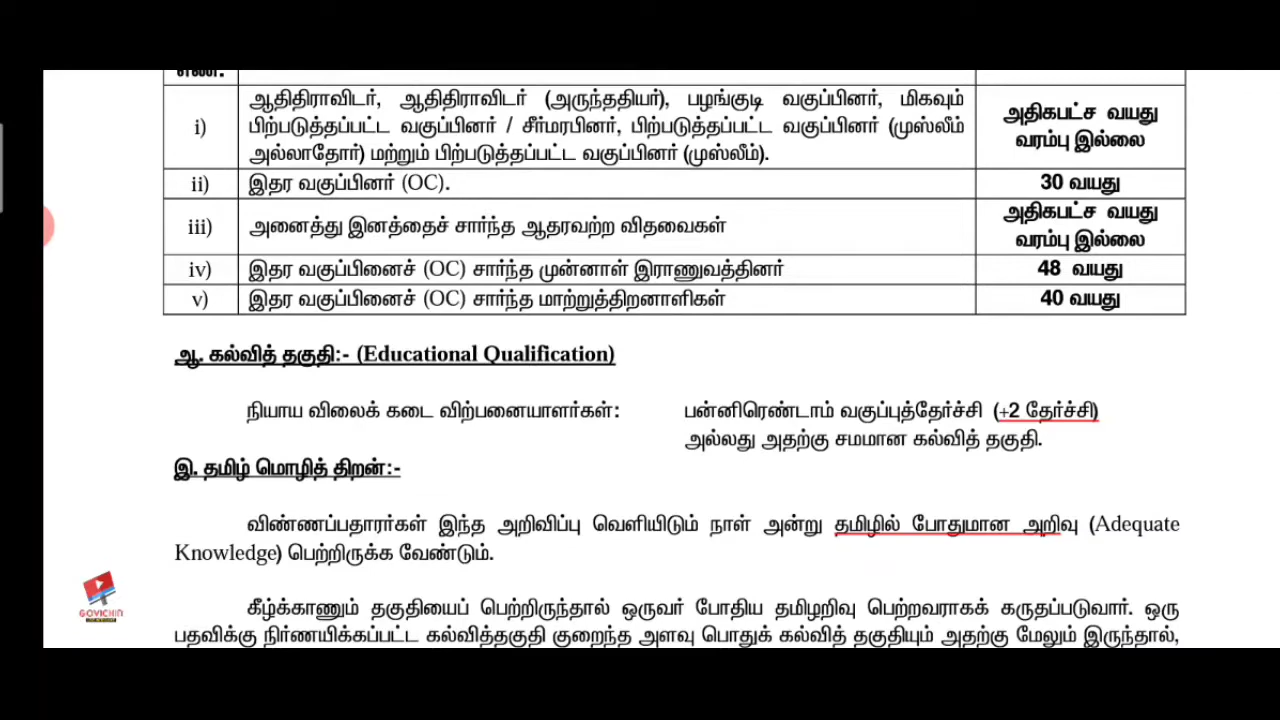 எண்.
i)
ஆதிதிராவிடர், ஆதிதிராவிடர் (அருந்ததியர்), பழங்குடி வகுப்பினர், மிகவும்
பிற்படுத்தப்பட்ட வகுப்பினர் / சீர்மரபினர், பிற்படுத்தப்பட்ட வகுப்பினர் (முஸ்லீம்
அல்லாதோர்) மற்றும் பிற்படுத்தப்பட்ட வகுப்பினர் (முஸ்லீம்).
அதிகபட்ச வயது
வரம்பு இல்லை
ii) இதர வகுப்பினர் (OC). 30 வயது
iii) அனைத்து இனத்தைச் சார்ந்த ஆதரவற்ற விதவைகள்
அதிகபட்ச வயது
வரம்பு இல்லை
iv) இதர வகுப்பினைச் (OC) சார்ந்த முன்னாள் இராணுவத்தினர் 48 வயது
v) இதர வகுப்பினைச் (OC) சார்ந்த மாற்றுத்திறனாளிகள் 40 வயது
ஆ. கல்வித் தகுதி:- (Educational Qualification)
நியாய விலைக் கடை விற்பனையாளர்கள்: பன்னிரெண்டாம் வகுப்புத்தேர்ச்சி (+2 தேர்ச்சி)
அல்லது அதற்கு சமமான கல்வித் தகுதி.
இ. தமிழ் மொழித் திறன்:-
விண்ணப்பதாரர்கள் இந்த அறிவிப்பு வெளியிடும் நாள் அன்று தமிழில் போதுமான அறிவு (Adequate
Knowledge) பெற்றிருக்க வேண்டும்.
GOVICHIN
கீழ்க்காணும் தகுதியைப் பெற்றிருந்தால் ஒருவர் போதிய தமிழறிவு பெற்றவராகக் கருதப்படுவார். ஒரு
பதவிக்கு நிர்ணயிக்கப்பட்ட கல்வித்தகுதி குறைந்த அளவு பொதுக் கல்வித் தகுதியும் அதற்கு மேலும் இருந்தால்,